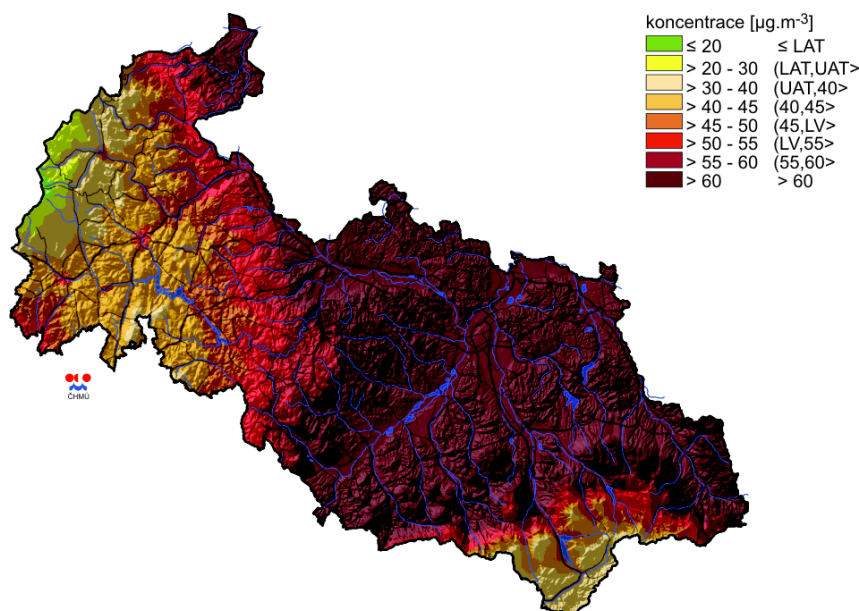 koncentrace [µg.m-3]
≤ 20 ≤ LAT
> 20 - 30 (LAT,UAT>
> 30 - 40 (UAT,40>
> 40 - 45 (40,45>
> 45 - 50 (45,LV>
> 50 - 55 (LV,55>
> 55 - 60 (55,60>
> 60 > 60
ČHMÚ